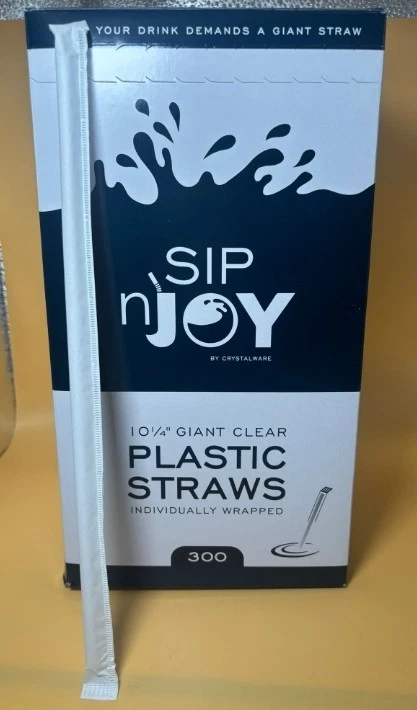 YOUR DRINK DEMANDS A GIANT STRAW
SIP
n'JOY
BY CRYSTALWARE
10¼" GIANT CLEAR
PLASTIC
STRAWS
INDIVIDUALLY WRAPPED
300